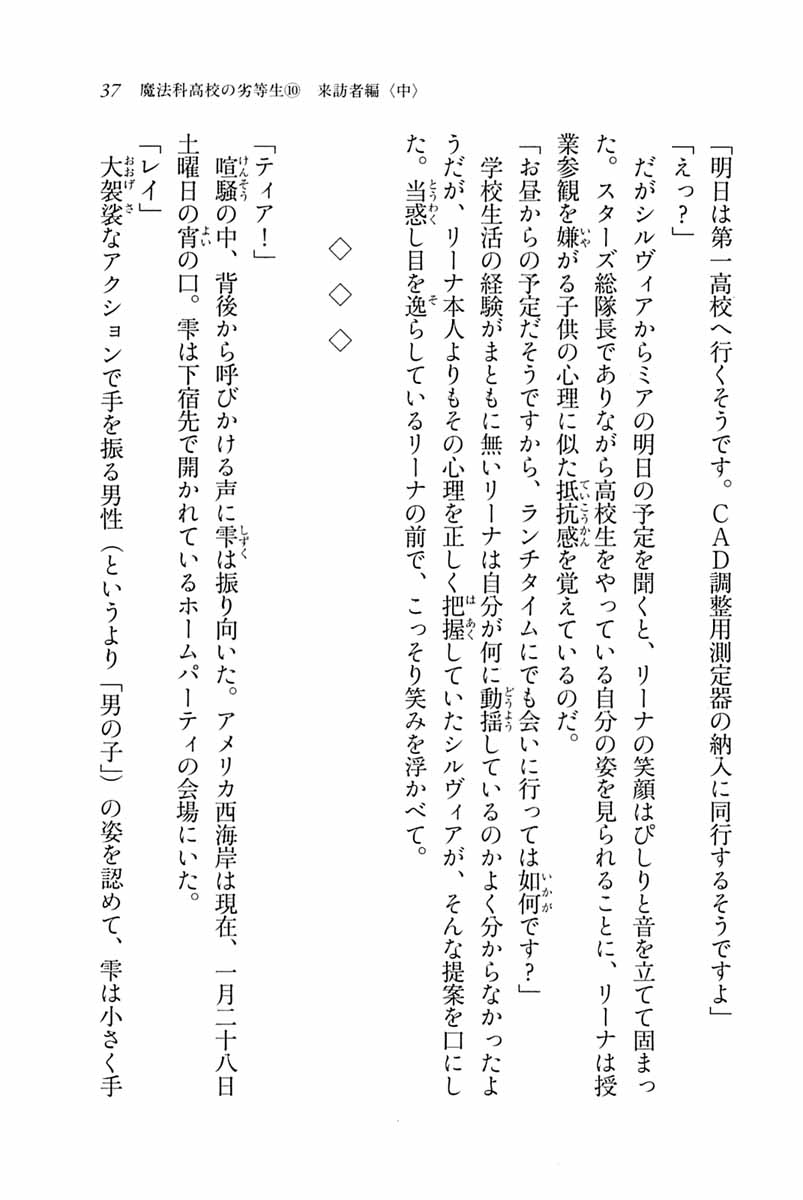 37　魔法科高校の劣等生⑩　来訪者編〈中〉
「明日は第一高校へ行くそうです。ＣＡＤ調整用測定器の納入に同行するそうですよ」
「えっ？」
　だがシルヴィアからミアの明日の予定を聞くと、リーナの笑顔はぴしりと音を立てて固まっ
た。スターズ総隊長でありながら高校生をやっている自分の姿を見られることに、リーナは授
業参観を嫌がる子供の心理に似た抵抗感を覚えているのだ。
「お昼からの予定だそうですから、ランチタイムにでも会いに行っては如何です？」
　学校生活の経験がまともに無いリーナは自分が何に動揺しているのかよく分からなかったよ
うだが、リーナ本人よりもその心理を正しく把握していたシルヴィアが、そんな提案を口にし
た。当惑し目を逸らしているリーナの前で、こっそり笑みを浮かべて。
◇　◇　◇
「ティア！」
　喧騒の中、背後から呼びかける声に雫は振り向いた。アメリカ西海岸は現在、一月二十八日
土曜日の宵の口。雫は下宿先で開かれているホームパーティの会場にいた。
「レイ」
　大袈裟なアクションで手を振る男性（というより「男の子」）の姿を認めて、雫は小さく手